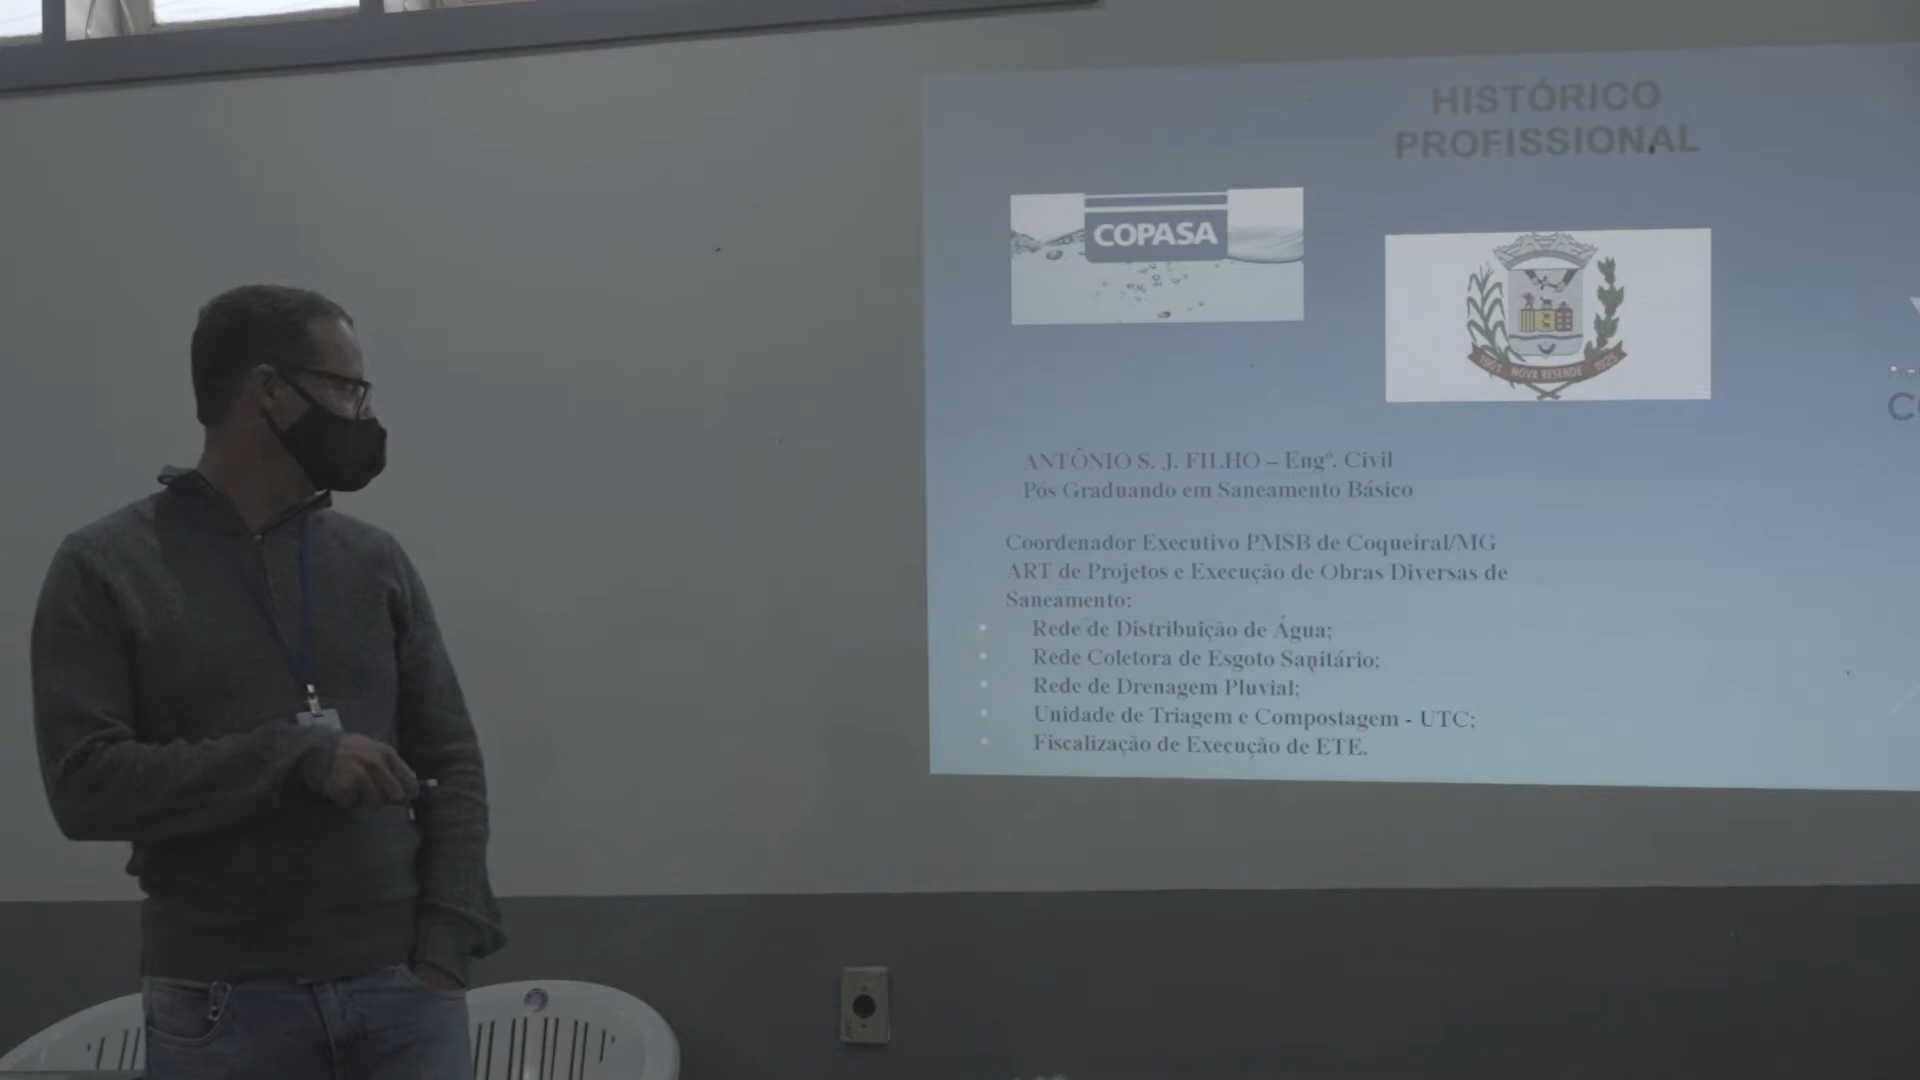 HISTÓRICO
PROFISSIONAL
COPASA
1901 NOVA RESENDE 1925
ANTÔNIO S. J. FILHO – Engº. Civil
Pós Graduando em Saneamento Básico
Coordenador Executivo PMSB de Coqueiral/MG
ART de Projetos e Execução de Obras Diversas de
Saneamento:
• Rede de Distribuição de Água;
• Rede Coletora de Esgoto Sanitário;
• Rede de Drenagem Pluvial;
• Unidade de Triagem e Compostagem - UTC;
• Fiscalização de Execução de ETE.